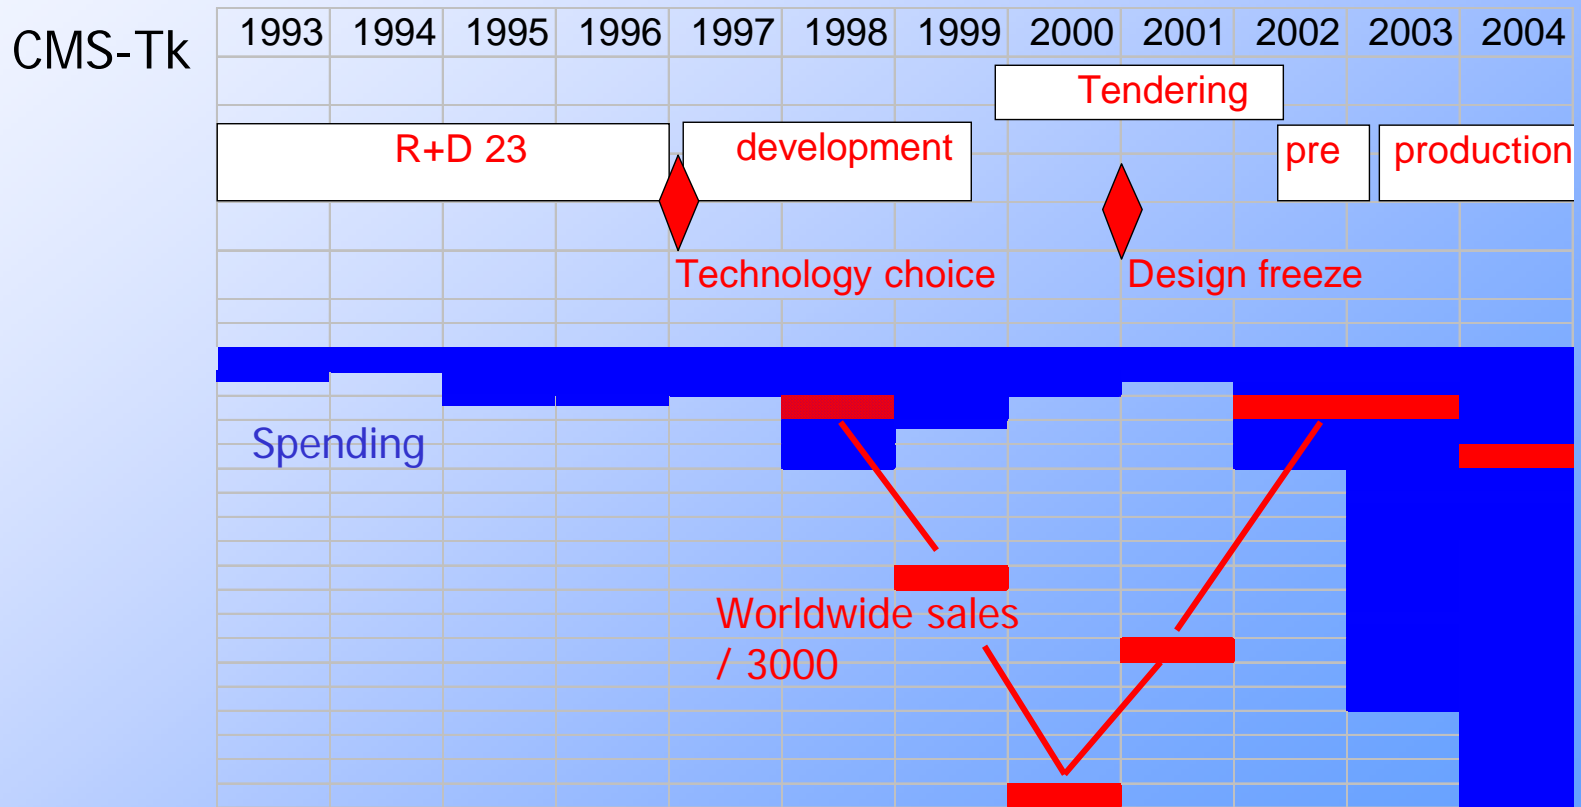 CMS-Tk
1993 1994 1995 1996 1997 1998 1999 2000 2001 2002 2003 2004
Tendering
R+D 23 development pre production
Technology choice Design freeze
Spending
Worldwide sales
/ 3000